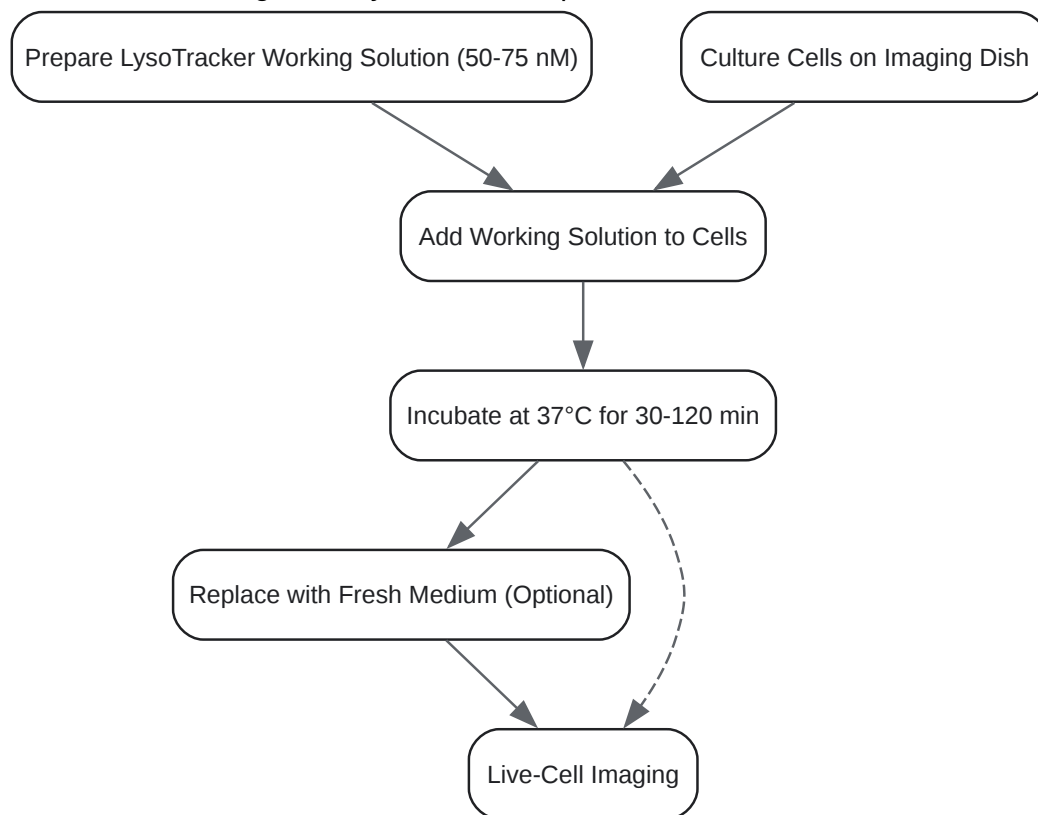 Prepare LysoTracker Working Solution (50-75 nM)
Culture Cells on Imaging Dish
Add Working Solution to Cells
Incubate at 37°C for 30-120 min
Replace with Fresh Medium (Optional)
Live-Cell Imaging